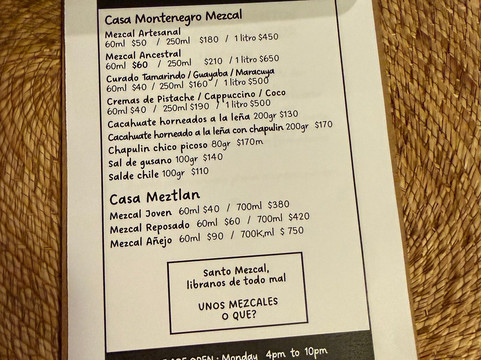 Casa Montenegro Mezcal
Mezcal Artesanal
60ml $50 / 250ml $180 / 1 litro $450
Mezcal Ancestral
60ml $60 / 250ml $210 / 1 litro $650
Curado Tamarindo / Guayaba / Maracuya
60ml $40 / 250ml $160 / 1 litro $500
Cremas de Pistache / Cappuccino / Coco
60ml $40 / 250ml $190 / 1 litro $500
Cacahuate horneados a la leña 200gr $130
Cacahuate horneado a la leña con chapulin 200gr $170
Chapulin chico picoso 80gr $170m
Sal de gusano 100gr $140
Salde chile 100gr $110
Casa Meztlan
Mezcal Joven 60ml $40 / 700ml $380
Mezcal Reposado 60ml $60 / 700ml $420
Mezcal Añejo 60ml $90 / 700K,ml $ 750
Santo Mezcal,
libranos de todo mal
UNOS MEZCALES
O QUE?
OPEN: Monday 4pm to 10pm